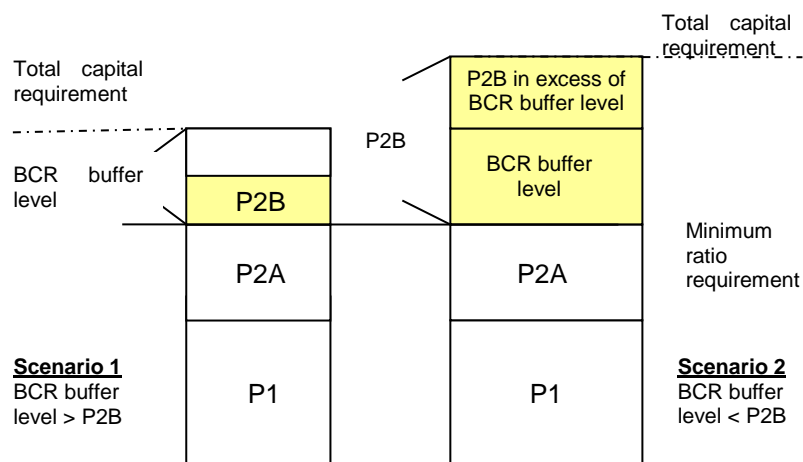 Total capital
requirement
P2B in excess of
BCR buffer level
Total capital
requirement
P2B
BCR buffer
level
BCR buffer
level
P2B
Minimum
ratio
requirement
P2A
P2A
Scenario 1
BCR buffer
level > P2B
P1
P1
Scenario 2
BCR buffer
level < P2B